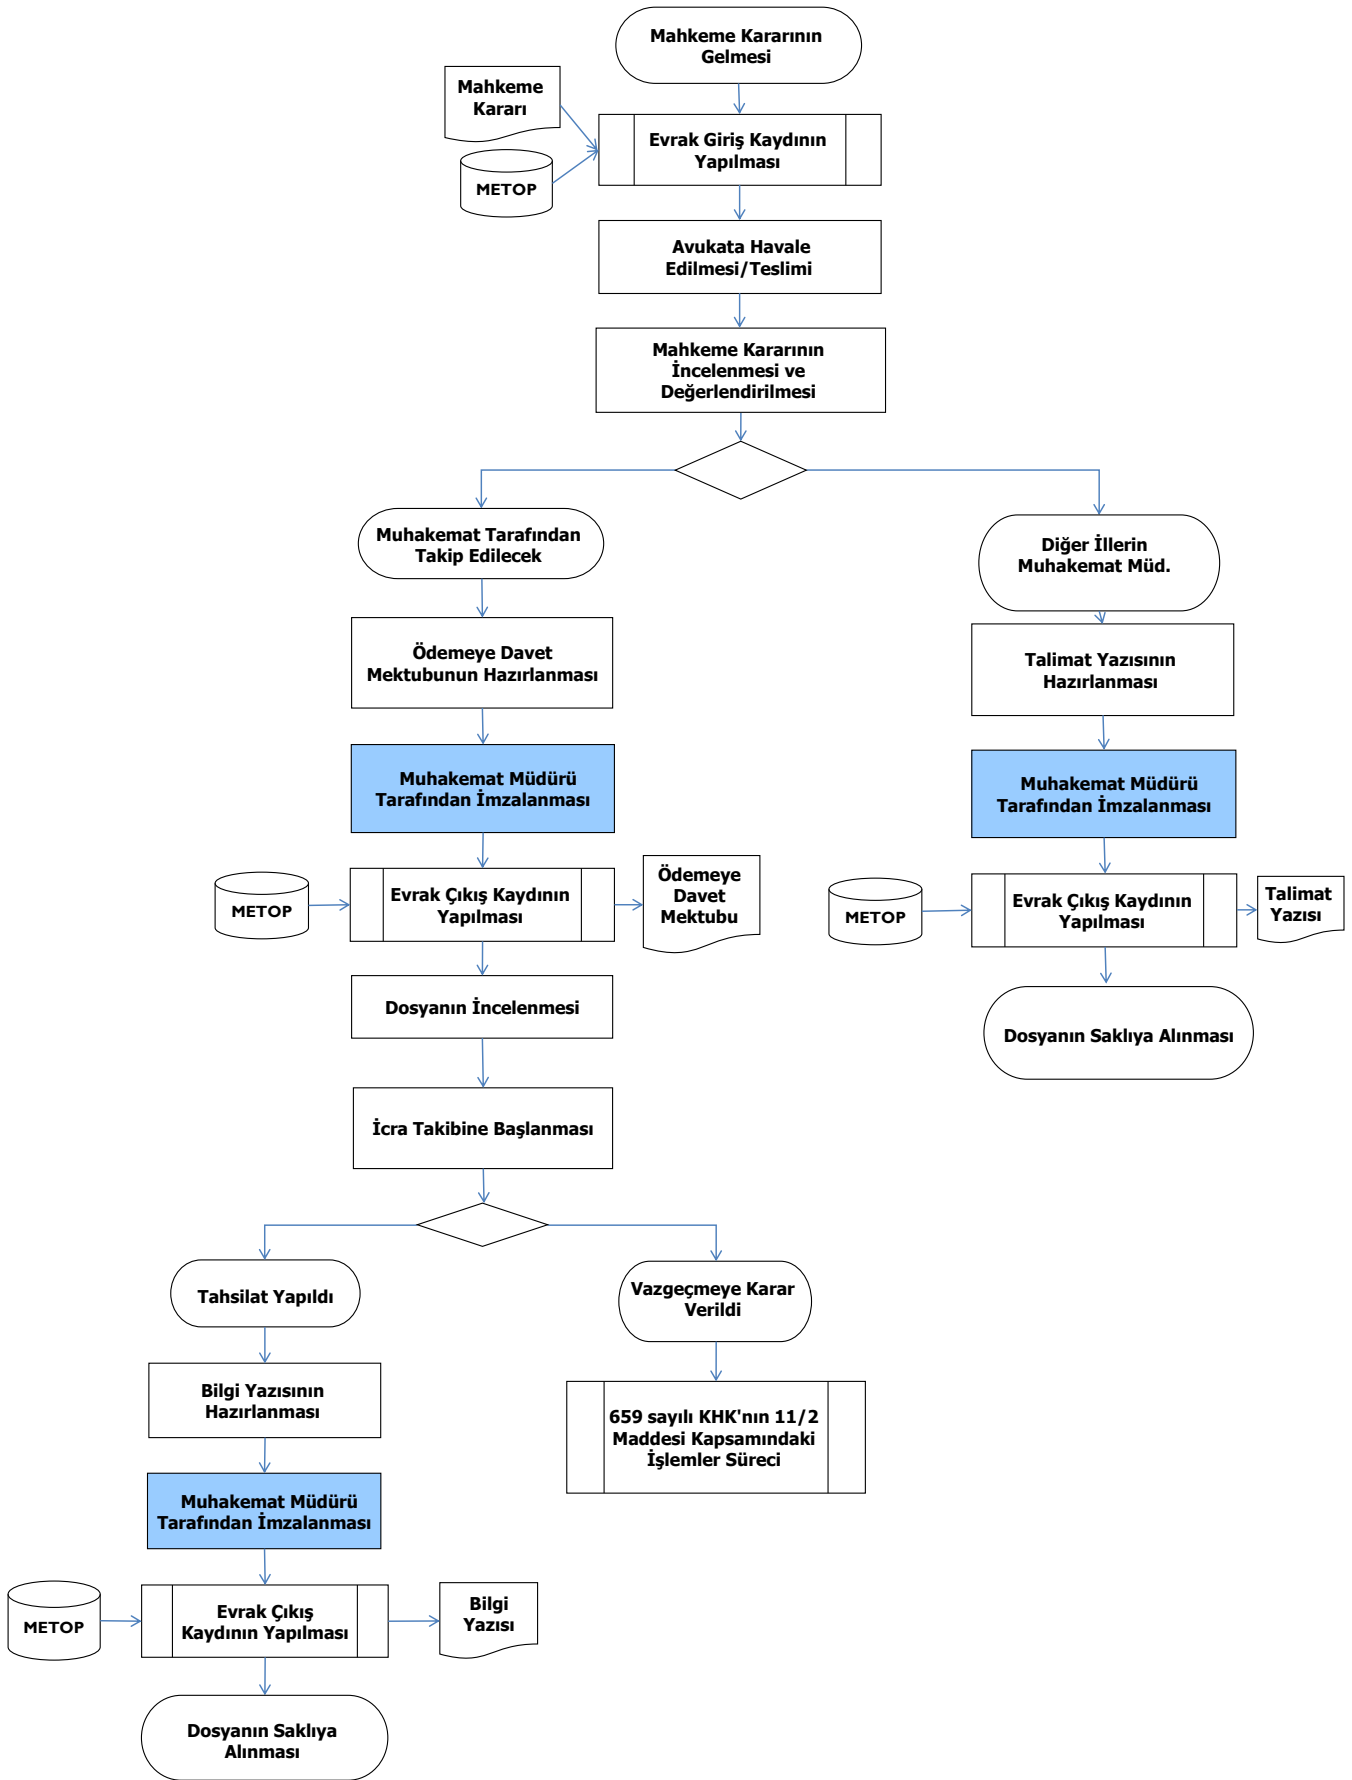 Mahkeme Kararının
Gelmesi
Mahkeme
Kararı
METOP
Evrak Giriş Kaydının
Yapılması
Avukata Havale
Edilmesi/Teslimi
Mahkeme Kararının
İncelenmesi ve
Değerlendirilmesi
Muhakemat Tarafından
Takip Edilecek
Diğer İllerin
Muhakemat Müd.
Ödemeye Davet
Mektubunun Hazırlanması
Talimat Yazısının
Hazırlanması
Muhakemat Müdürü
Tarafından İmzalanması
Muhakemat Müdürü
Tarafından İmzalanması
METOP
Evrak Çıkış Kaydının
Yapılması
Ödemeye
Davet
Mektubu
METOP
Evrak Çıkış Kaydının
Yapılması
Talimat
Yazısı
Dosyanın İncelenmesi
Dosyanın Saklıya Alınması
İcra Takibine Başlanması
Tahsilat Yapıldı
Vazgeçmeye Karar
Verildi
Bilgi Yazısının
Hazırlanması
659 sayılı KHK'nın 11/2
Maddesi Kapsamındaki
İşlemler Süreci
Muhakemat Müdürü
Tarafından İmzalanması
METOP
Evrak Çıkış
Kaydının Yapılması
Bilgi
Yazısı
Dosyanın Saklıya
Alınması